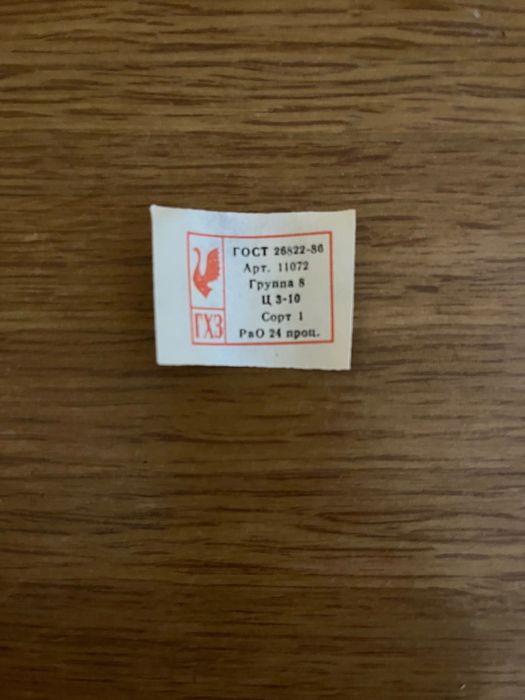 ГОСТ 26822-86
Арт. 11072
Группа 8
Ц 3-10
Сорт 1
РвО 24 проц.
ГХЗ